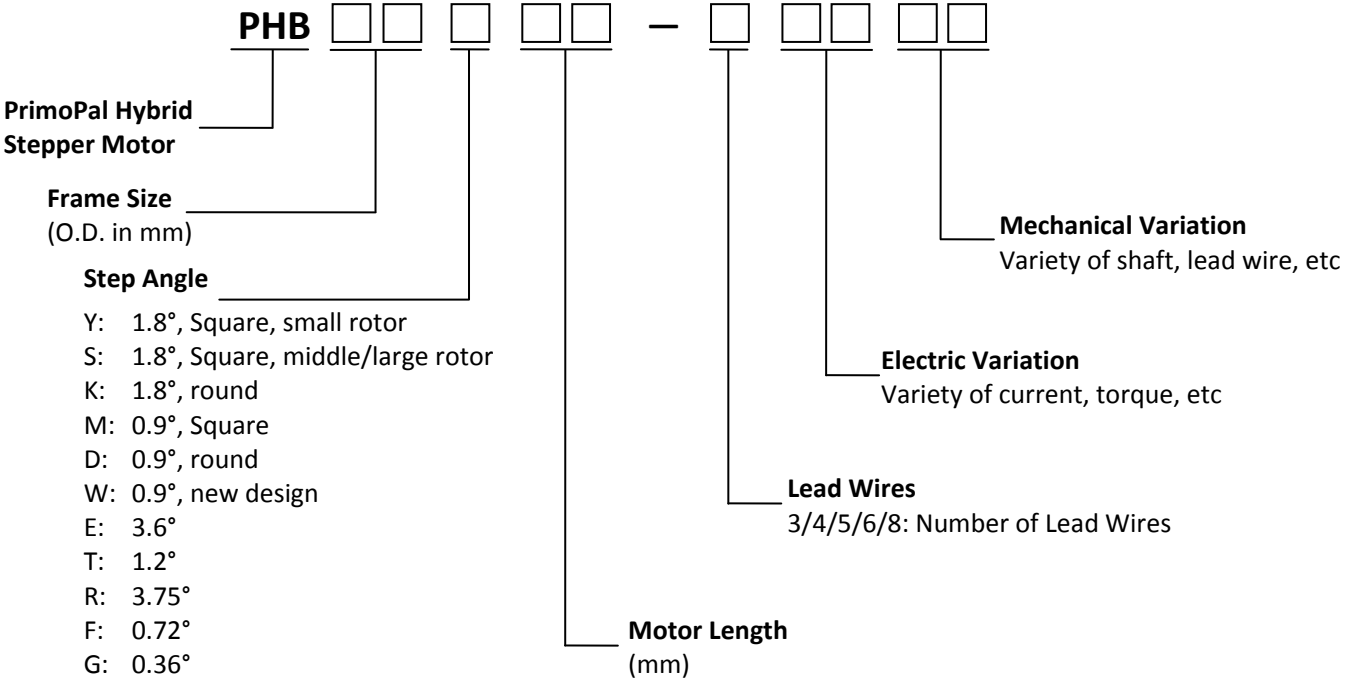 PHB □□ □ □□ – □ □□ □□
PrimoPal Hybrid
Stepper Motor
Frame Size
(O.D. in mm)
Step Angle
Y: 1.8°, Square, small rotor
S: 1.8°, Square, middle/large rotor
K: 1.8°, round
M: 0.9°, Square
D: 0.9°, round
W: 0.9°, new design
E: 3.6°
T: 1.2°
R: 3.75°
F: 0.72°
G: 0.36°
Motor Length
(mm)
Lead Wires
3/4/5/6/8: Number of Lead Wires
Electric Variation
Variety of current, torque, etc
Mechanical Variation
Variety of shaft, lead wire, etc